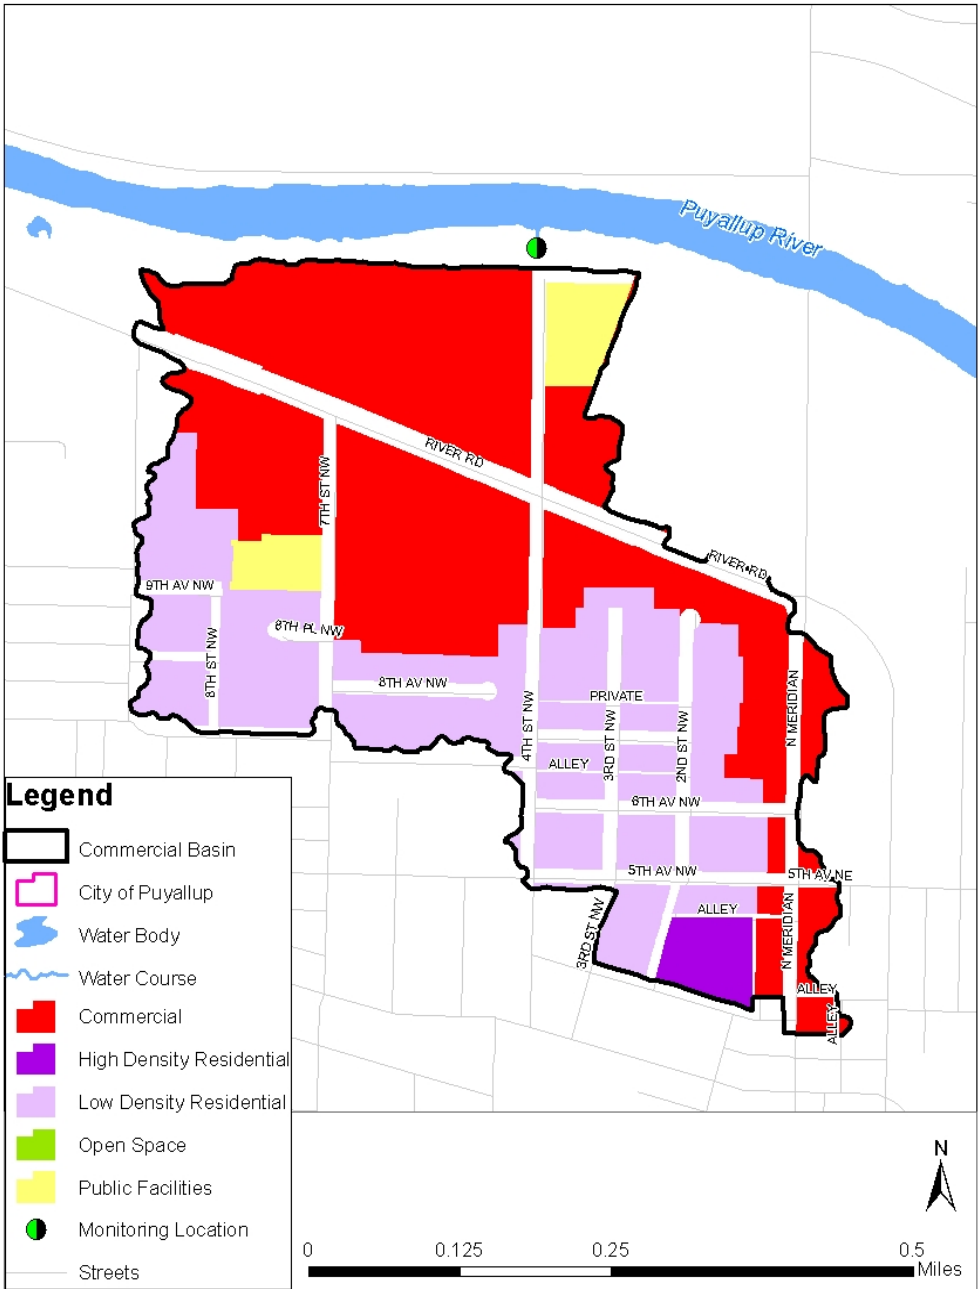 Puyallup River
RIVER RD
7TH ST NW
RIVER RD
9TH AV NW
8TH PL NW
8TH ST NW
8TH AV NW
PRIVATE
4TH ST NW
3RD ST NW
2ND ST NW
N MERIDIAN
ALLEY
6TH AV NW
5TH AV NW
5TH AV NE
3RD ST NW
ALLEY
N MERIDIAN
ALLEY
ALLEY
Legend
Commercial Basin
City of Puyallup
Water Body
Water Course
Commercial
High Density Residential
Low Density Residential
Open Space
Public Facilities
Monitoring Location
Streets
N
0 0.125 0.25 0.5
Miles